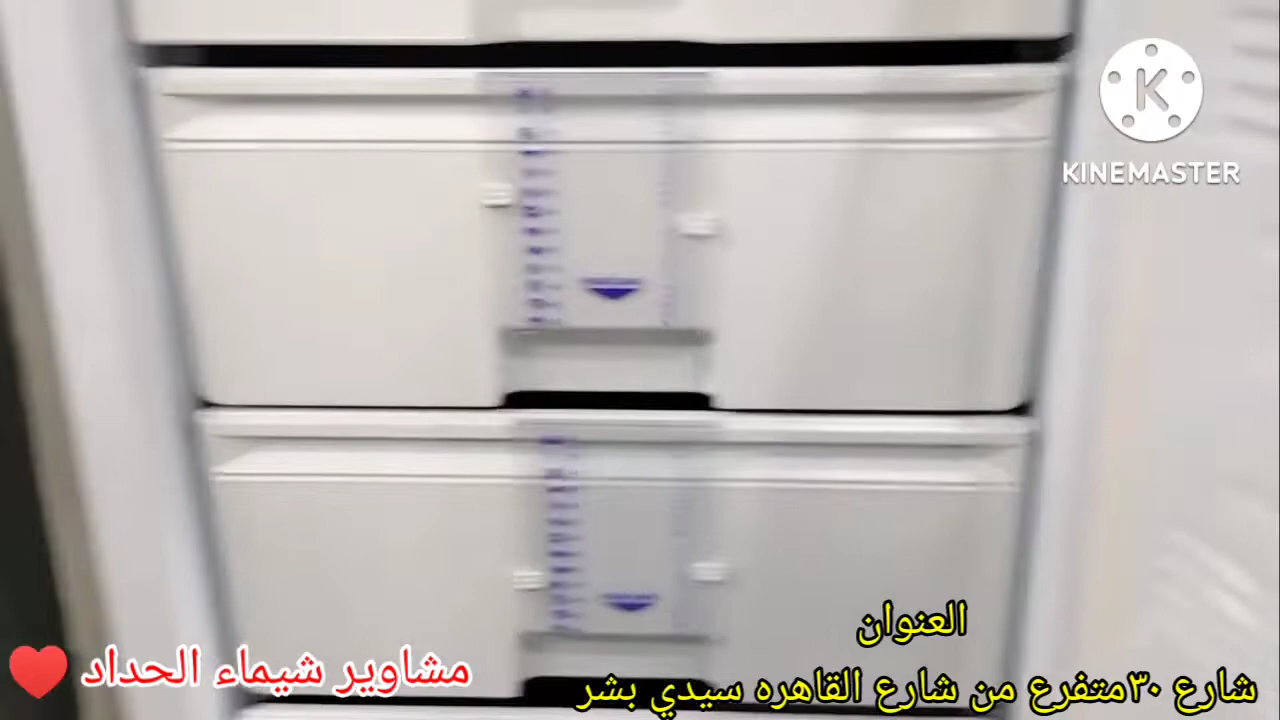 K
KINEMASTER
العنوان
شارع ٣٠متفرع من شارع القاهره سيدي بشر
مشاوير شيماء الحداد